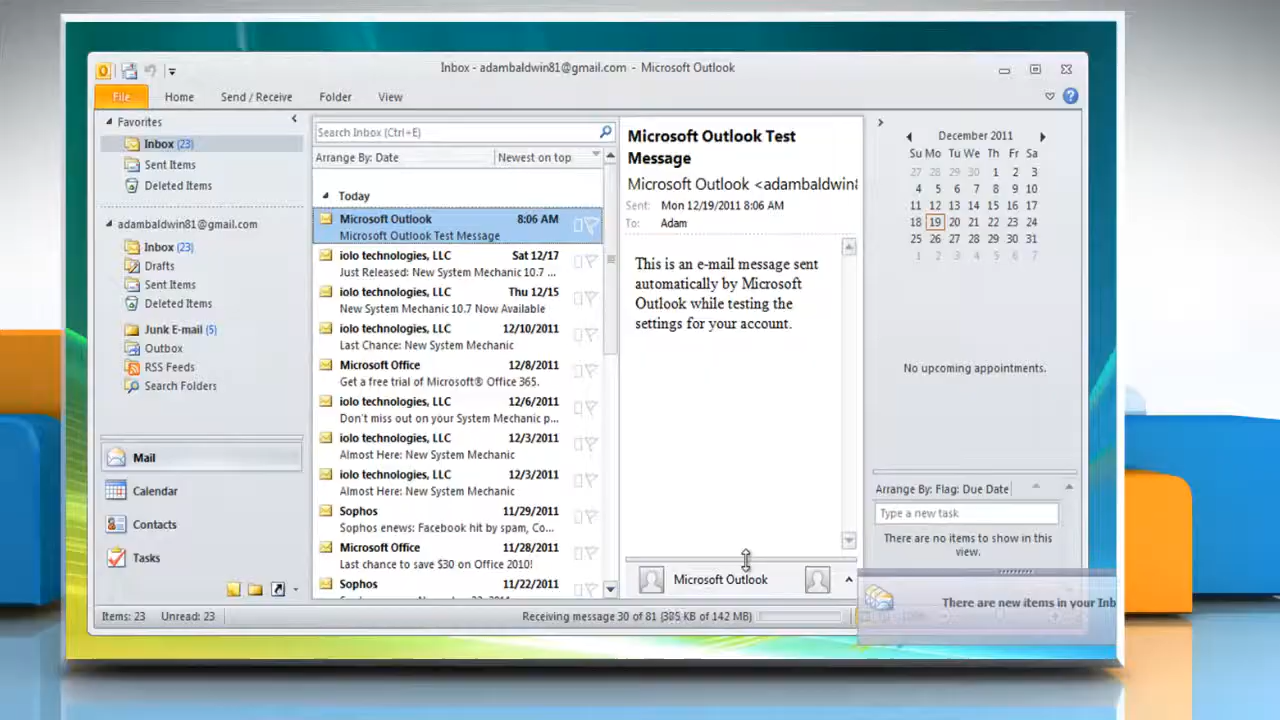 Inbox - adambaldwin81@gmail.com - Microsoft Outlook
File Home Send / Receive Folder View
Favorites
Inbox (23)
Sent Items
Deleted Items
adambaldwin81@gmail.com
Inbox (23)
Drafts
Sent Items
Deleted Items
Junk E-mail (5)
Outbox
RSS Feeds
Search Folders
Mail
Calendar
Contacts
Tasks
Search Inbox (Ctrl+E)
Arrange By: Date Newest on top
Today
Microsoft Outlook 8:06 AM
Microsoft Outlook Test Message
iolo technologies, LLC Sat 12/17
Just Released: New System Mechanic 10.7 ...
iolo technologies, LLC Thu 12/15
New System Mechanic 10.7 Now Available
iolo technologies, LLC 12/10/2011
Last Chance: New System Mechanic
Microsoft Office 12/8/2011
Get a free trial of Microsoft® Office 365.
iolo technologies, LLC 12/6/2011
Don't miss out on your System Mechanic p...
iolo technologies, LLC 12/3/2011
Almost Here: New System Mechanic
iolo technologies, LLC 12/3/2011
Almost Here: New System Mechanic
Sophos 11/29/2011
Sophos enews: Facebook hit by spam, Co...
Microsoft Office 11/28/2011
Last chance to save $30 on Office 2010!
Sophos 11/22/2011
Microsoft Outlook Test
Message
Microsoft Outlook <adambaldwin8
Sent: Mon 12/19/2011 8:06 AM
To: Adam
This is an e-mail message sent
automatically by Microsoft
Outlook while testing the
settings for your account.
Microsoft Outlook
December 2011
Su Mo Tu We Th Fr Sa
27 28 29 30 1 2 3
4 5 6 7 8 9 10
11 12 13 14 15 16 17
18 19 20 21 22 23 24
25 26 27 28 29 30 31
1 2 3 4 5 6 7
No upcoming appointments.
Arrange By: Flag: Due Date
Type a new task
There are no items to show in this
view.
There are new items in your Inb
Items: 23 Unread: 23 Receiving message 30 of 81 (385 KB of 142 MB)